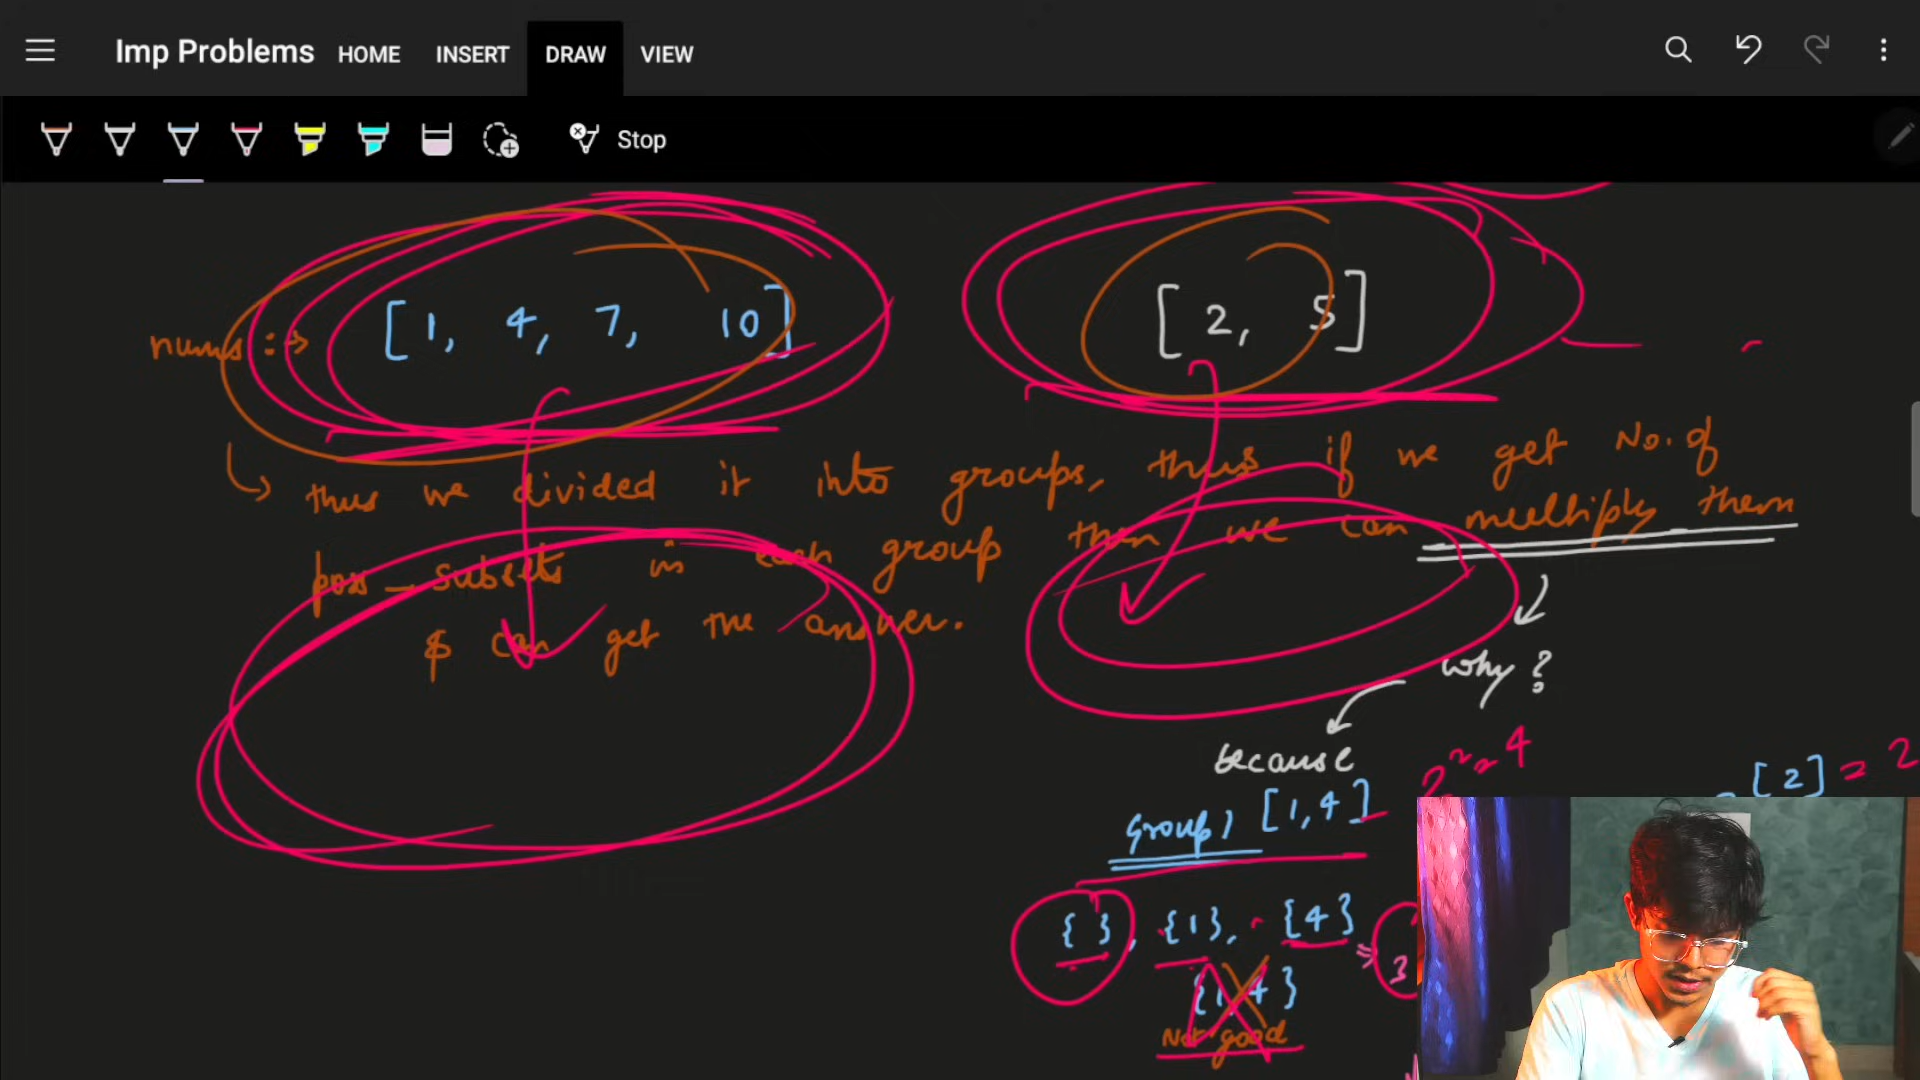 Imp Problems HOME INSERT DRAW VIEW
Stop
nums :→ [1, 4, 7, 10] [2, 5]
↳ thus we divided it into groups, thus if we get No. of
poss_subsets in each group then we can multiply them
& can get the answer.
why?
because
2² = 4
[2] = 2
Group1 [1,4]
{ }, {1}, {4} ⇒ 3
{1,4}
Not good